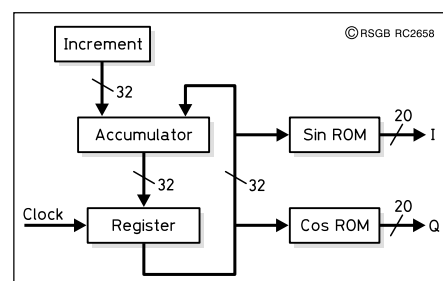 © RSGB RC2658
Increment
32
Accumulator
Sin ROM
20
I
32
32
Clock
Register
Cos ROM
20
Q